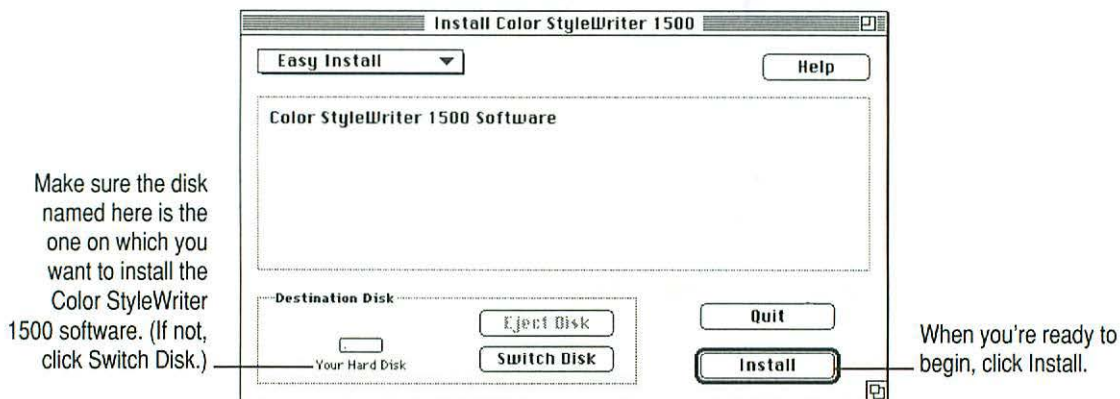 Install Color StyleWriter 1500
Easy Install
Help
Color StyleWriter 1500 Software
Make sure the disk
named here is the
one on which you
want to install the
Color StyleWriter
1500 software. (If not,
click Switch Disk.)
Destination Disk
Eject Disk
Your Hard Disk
Switch Disk
Quit
Install
When you're ready to
begin, click Install.